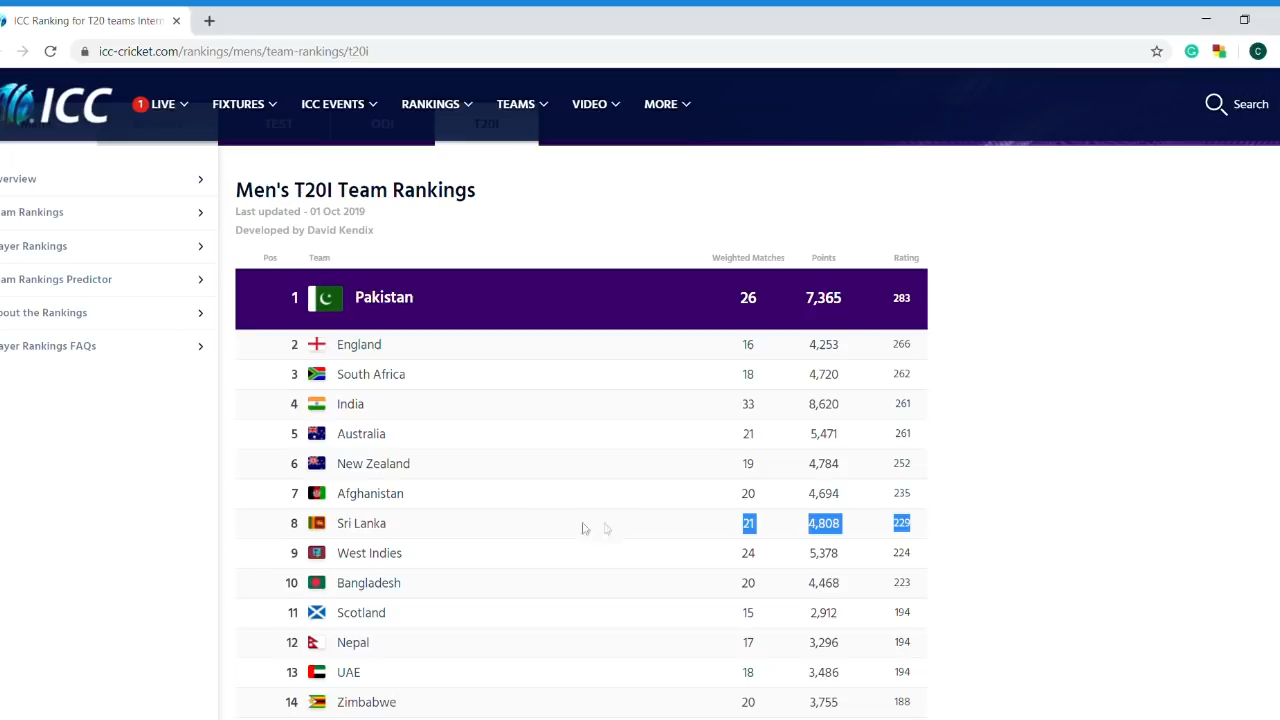 ICC Ranking for T20 teams Intern
icc-cricket.com/rankings/mens/team-rankings/t20i
C
ICC
1 LIVE FIXTURES ICC EVENTS RANKINGS TEAMS VIDEO MORE Search
TEST ODI T20I
verview
am Rankings
ayer Rankings
am Rankings Predictor
bout the Rankings
ayer Rankings FAQs
Men's T20I Team Rankings
Last updated - 01 Oct 2019
Developed by David Kendix
Pos Team Weighted Matches Points Rating
1 Pakistan 26 7,365 283
2 England 16 4,253 266
3 South Africa 18 4,720 262
4 India 33 8,620 261
5 Australia 21 5,471 261
6 New Zealand 19 4,784 252
7 Afghanistan 20 4,694 235
8 Sri Lanka 21 4,808 229
9 West Indies 24 5,378 224
10 Bangladesh 20 4,468 223
11 Scotland 15 2,912 194
12 Nepal 17 3,296 194
13 UAE 18 3,486 194
14 Zimbabwe 20 3,755 188